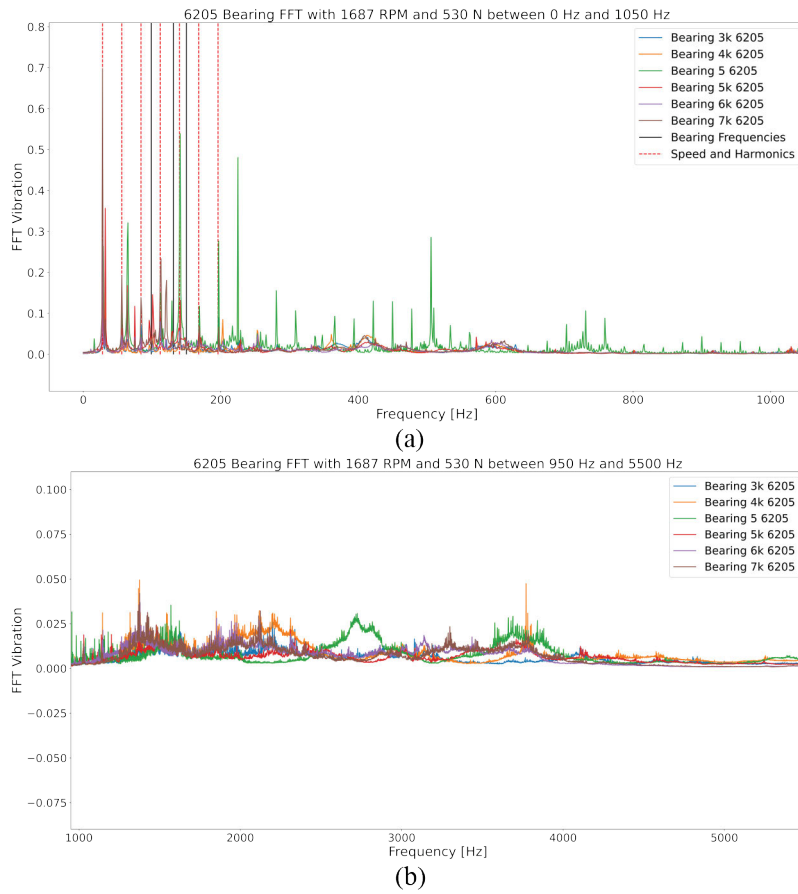 6205 Bearing FFT with 1687 RPM and 530 N between 0 Hz and 1050 Hz
0.8
0.7
0.6
0.5
0.4
0.3
0.2
0.1
0.0
FFT Vibration
Bearing 3k 6205
Bearing 4k 6205
Bearing 5 6205
Bearing 5k 6205
Bearing 6k 6205
Bearing 7k 6205
Bearing Frequencies
Speed and Harmonics
0 200 400 600 800 1000
Frequency [Hz]
(a)
6205 Bearing FFT with 1687 RPM and 530 N between 950 Hz and 5500 Hz
0.100
0.075
0.050
0.025
0.000
−0.025
−0.050
−0.075
FFT Vibration
Bearing 3k 6205
Bearing 4k 6205
Bearing 5 6205
Bearing 5k 6205
Bearing 6k 6205
Bearing 7k 6205
1000 2000 3000 4000 5000
Frequency [Hz]
(b)